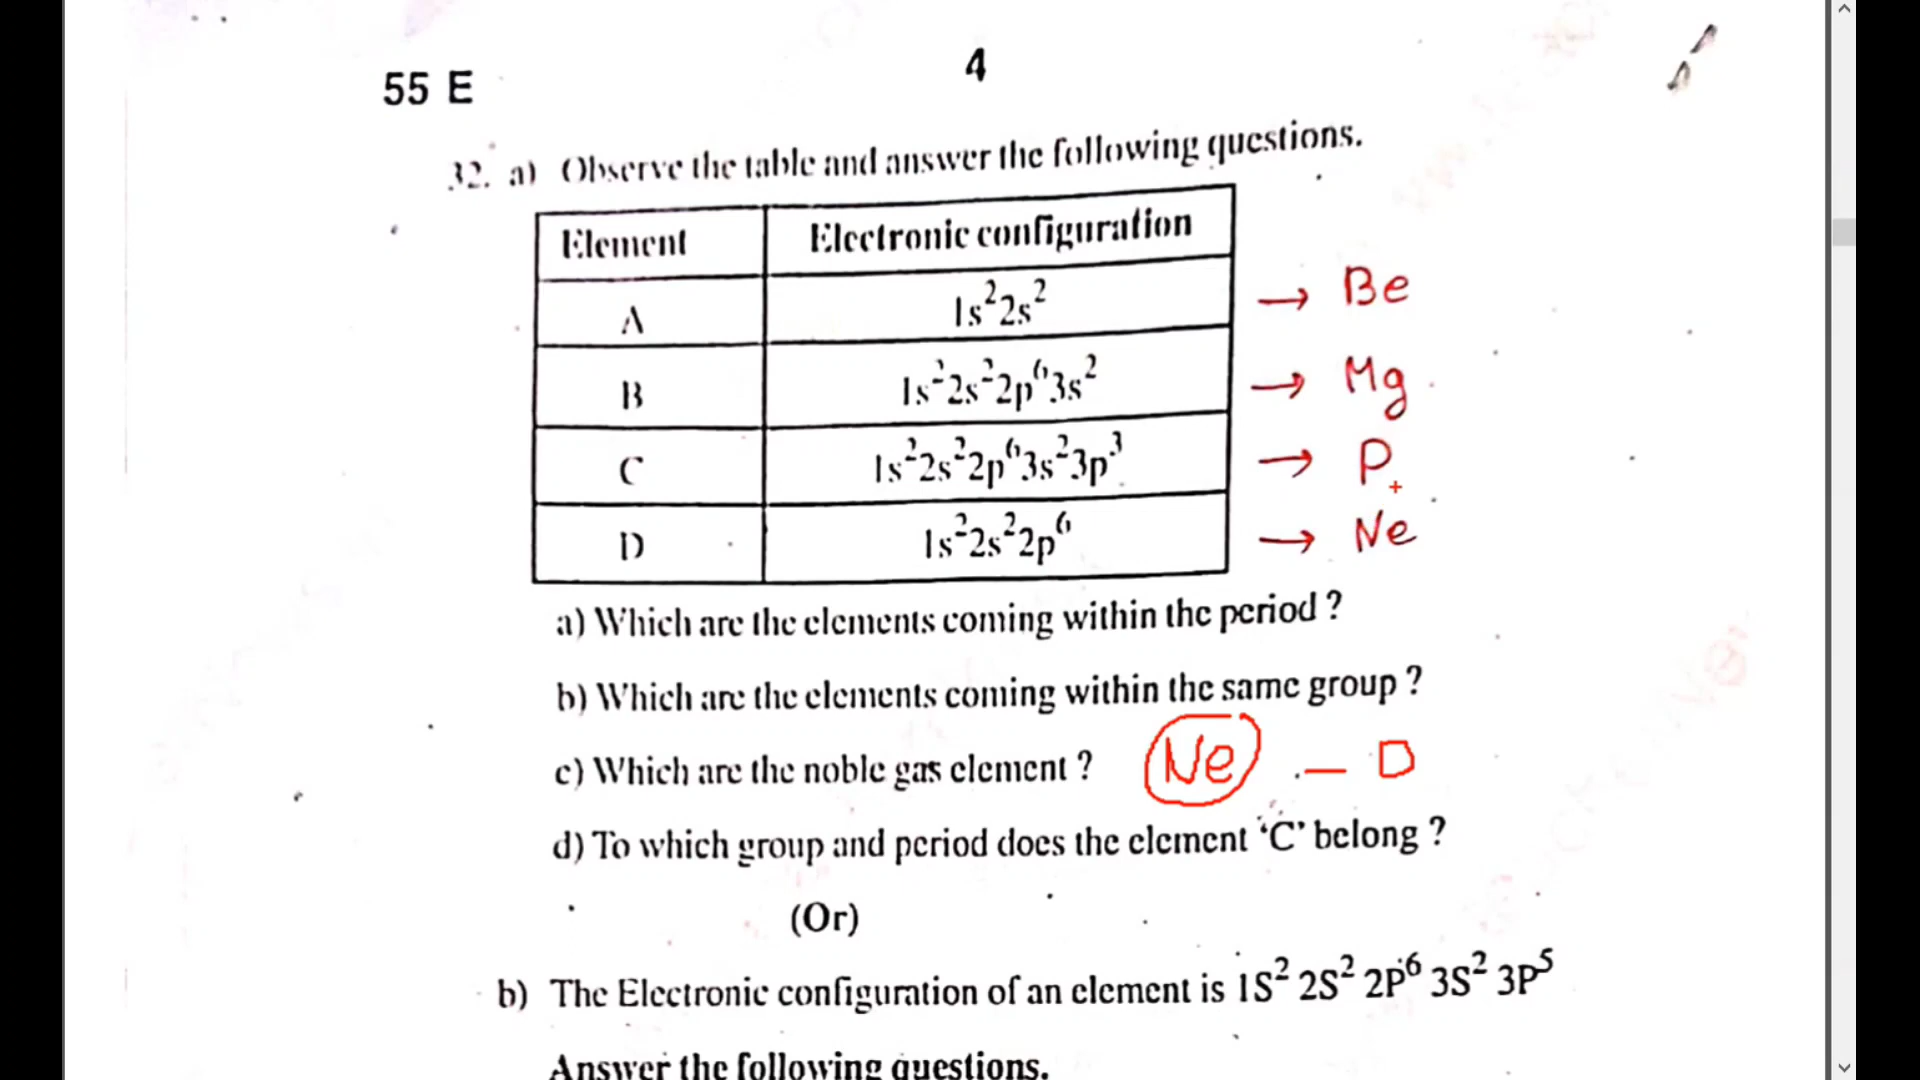 55 E
4
32. a) Observe the table and answer the following questions.
Element Electronic configuration
A 1s²2s² → Be
B 1s²2s²2p⁶3s² → Mg
C 1s²2s²2p⁶3s²3p³ → P
D 1s²2s²2p⁶ → Ne
a) Which are the elements coming within the period ?
b) Which are the elements coming within the same group ?
c) Which are the noble gas element ? Ne - D
d) To which group and period does the element ‘C’ belong ?
(Or)
b) The Electronic configuration of an element is 1S² 2S² 2P⁶ 3S² 3P⁵
Answer the following questions.